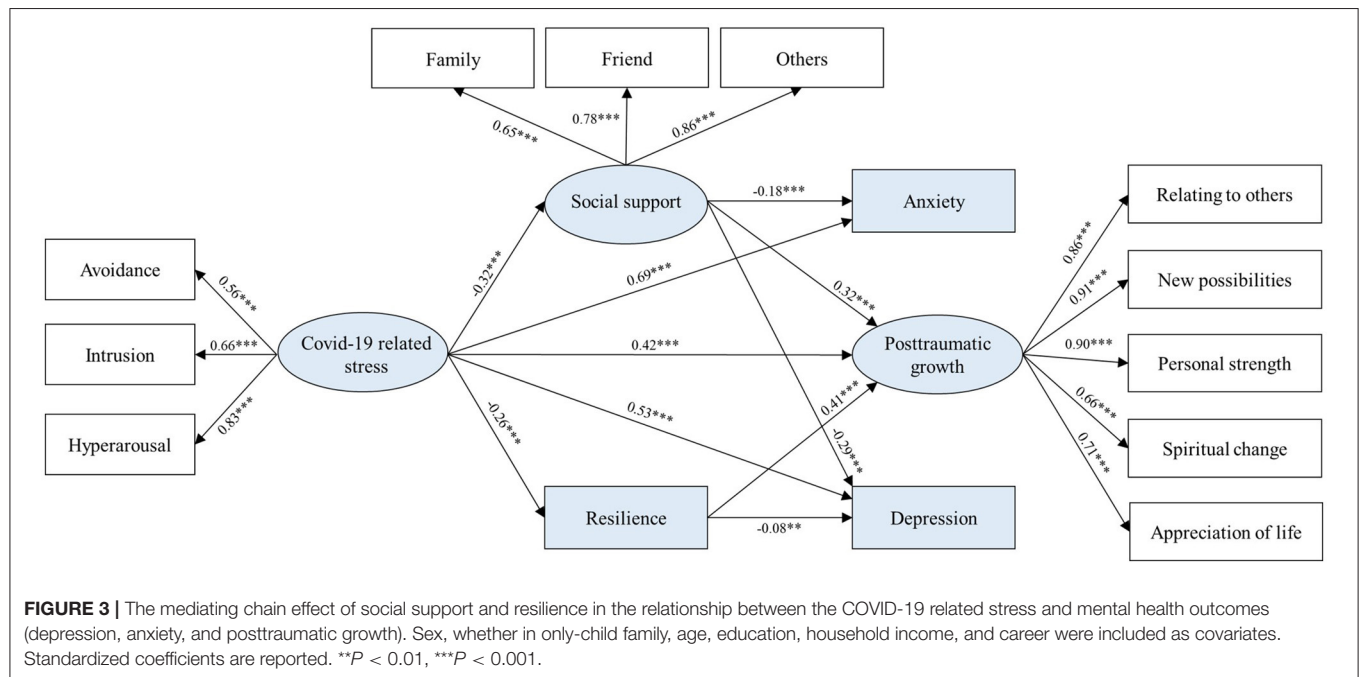 Family
Friend
Others
0.65***
0.78***
0.86***
Social support
-0.18***
Anxiety
Relating to others
Avoidance
0.56***
-0.32***
0.69***
0.32***
0.86***
New possibilities
0.91***
Intrusion
0.66***
Covid-19 related
stress
0.42***
Posttraumatic
growth
0.90***
Personal strength
Hyperarousal
0.83***
-0.26***
0.53***
0.41***
-0.29***
0.66***
Spiritual change
0.71***
Resilience
-0.08**
Depression
Appreciation of life
FIGURE 3 | The mediating chain effect of social support and resilience in the relationship between the COVID-19 related stress and mental health outcomes
(depression, anxiety, and posttraumatic growth). Sex, whether in only-child family, age, education, household income, and career were included as covariates.
Standardized coefficients are reported. **P < 0.01, ***P < 0.001.